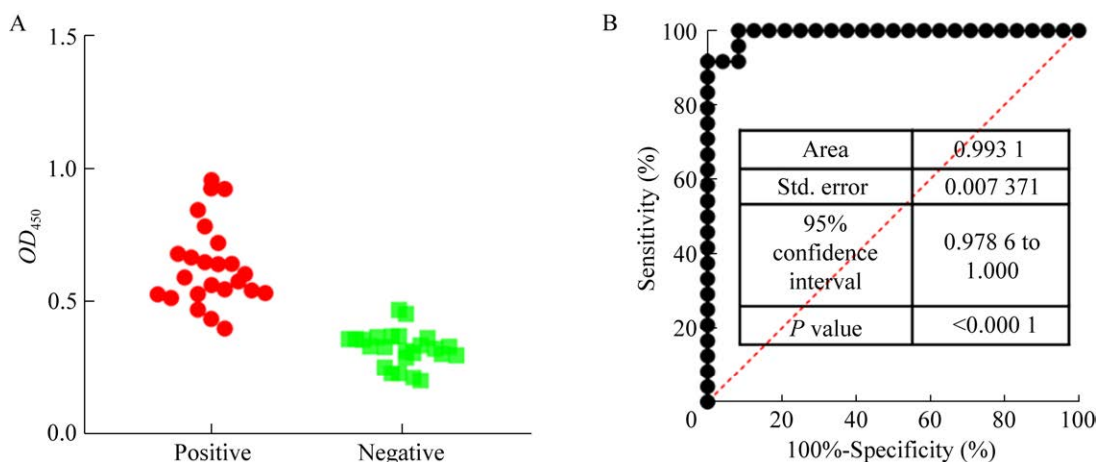 A
1.5
1.0
0.5
0.0
OD450
Positive
Negative
B
100
80
60
40
20
0
Sensitivity (%)
Area
0.993 1
Std. error
0.007 371
95%
confidence
interval
0.978 6 to
1.000
P value
<0.000 1
20
40
60
80
100
100%-Specificity (%)